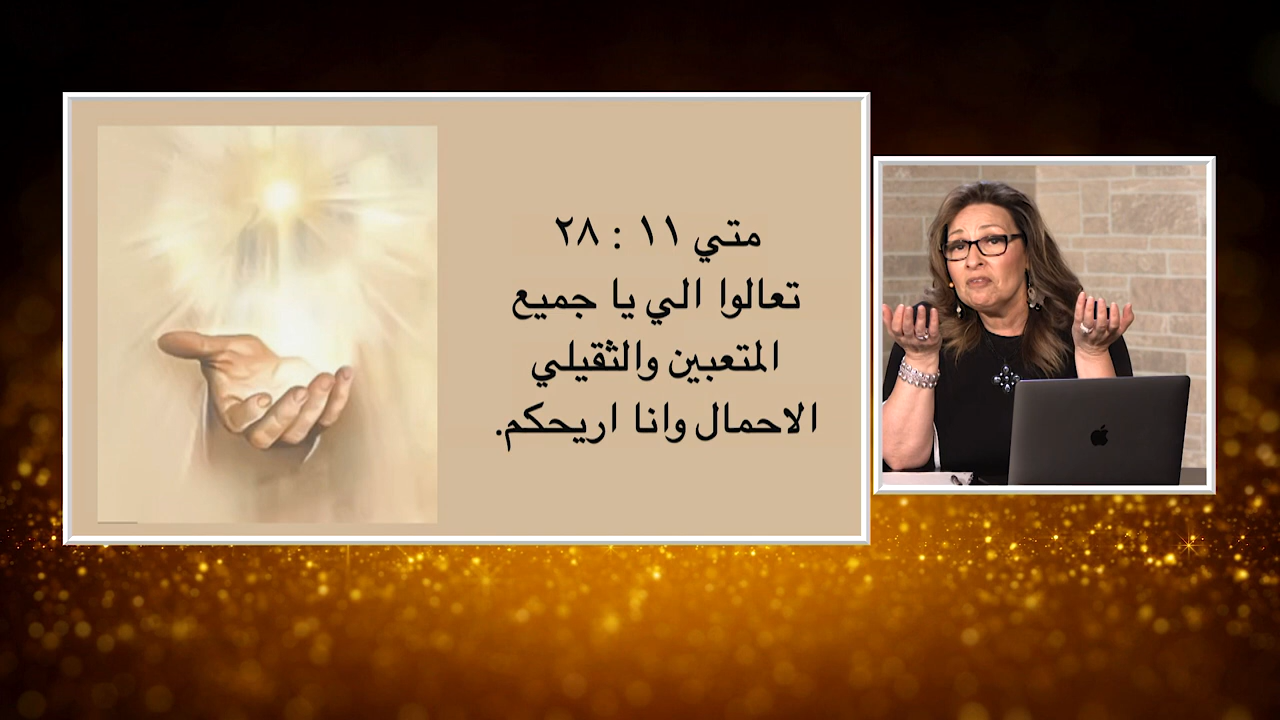 متي ١١ : ٢٨
تعالوا الي يا جميع
المتعبين والثقيلي
الاحمال وانا اريحكم.